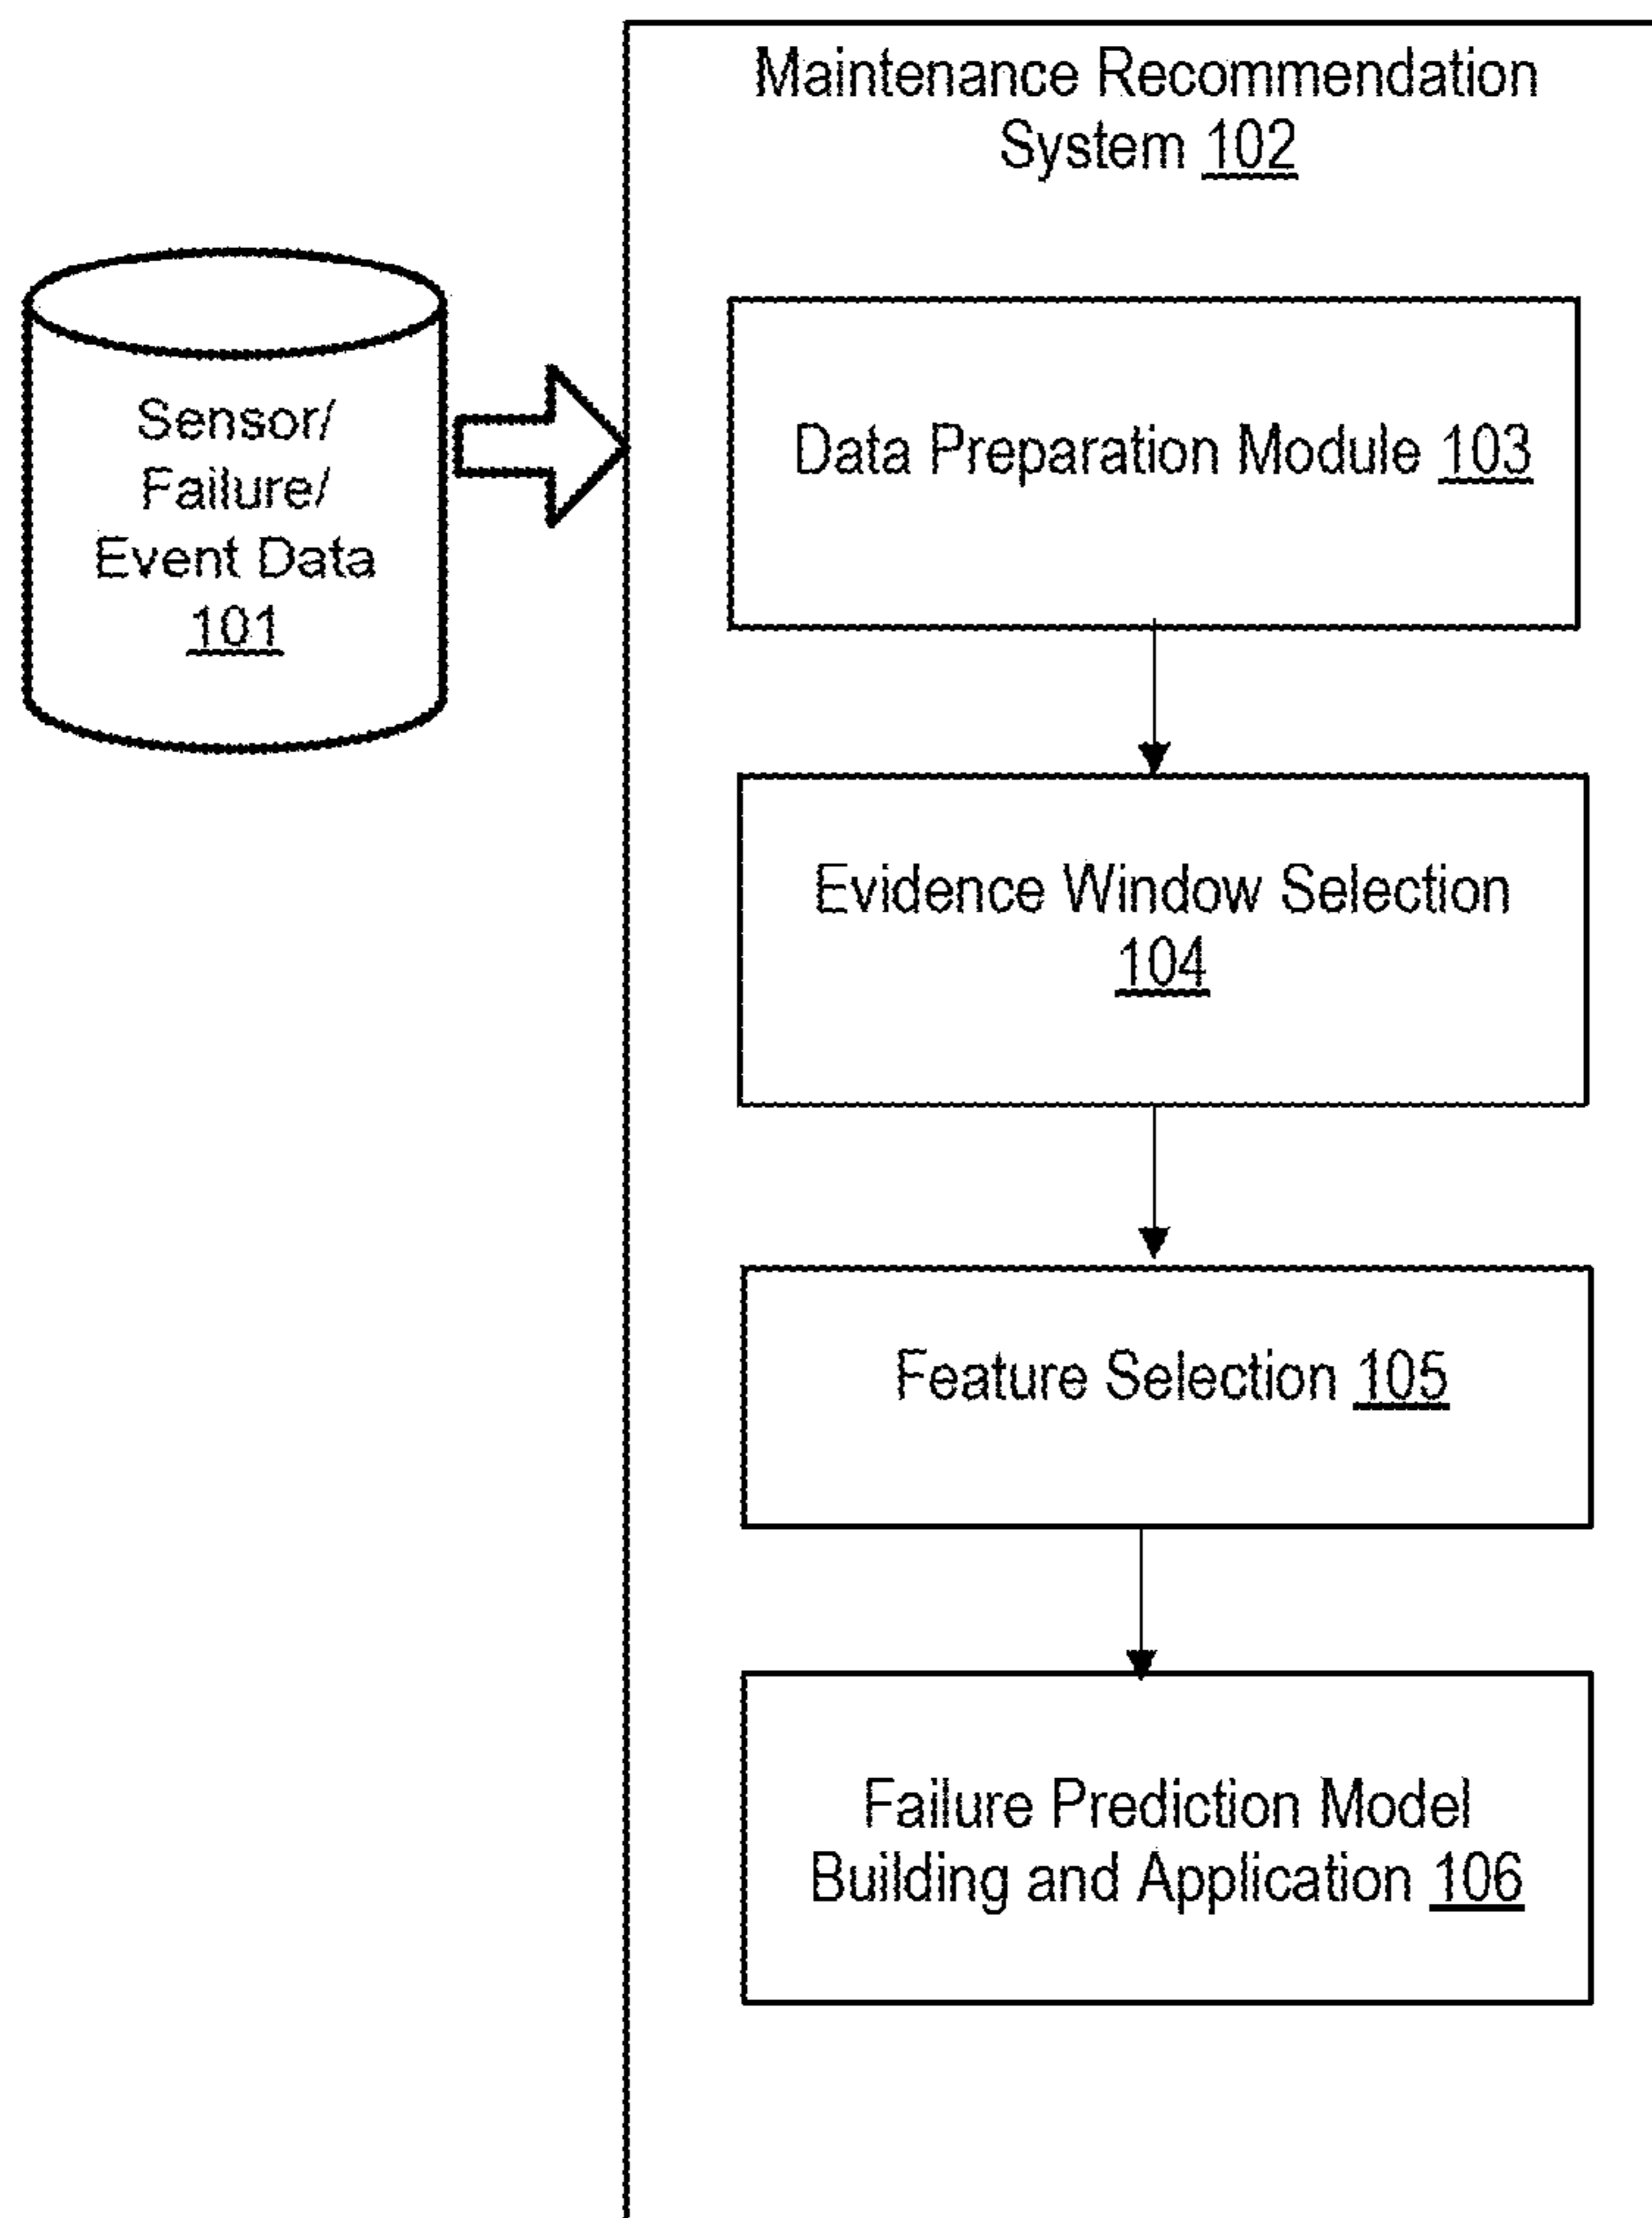 Maintenance Recommendation
System 102
Sensor/
Failure/
Event Data
101
Data Preparation Module 103
Evidence Window Selection
104
Feature Selection 105
Failure Prediction Model
Building and Application 106